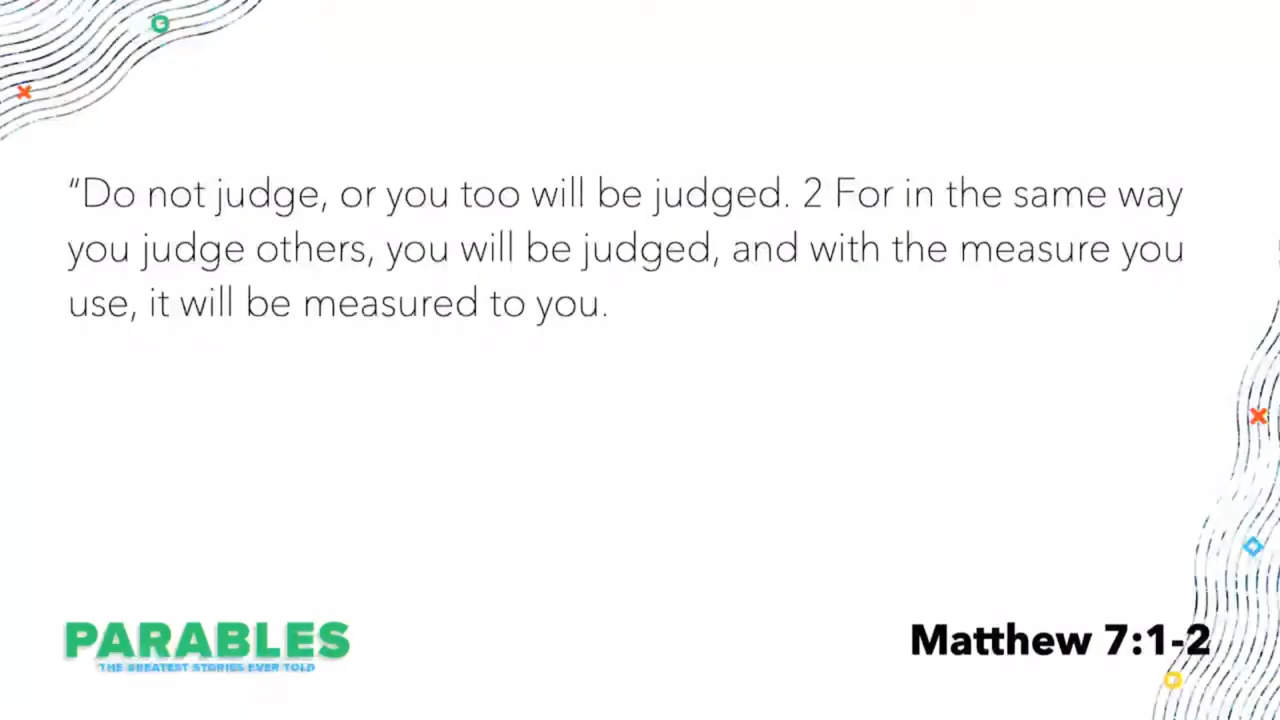 “Do not judge, or you too will be judged. 2 For in the same way
you judge others, you will be judged, and with the measure you
use, it will be measured to you.
PARABLES
THE GREATEST STORIES EVER TOLD
Matthew 7:1-2